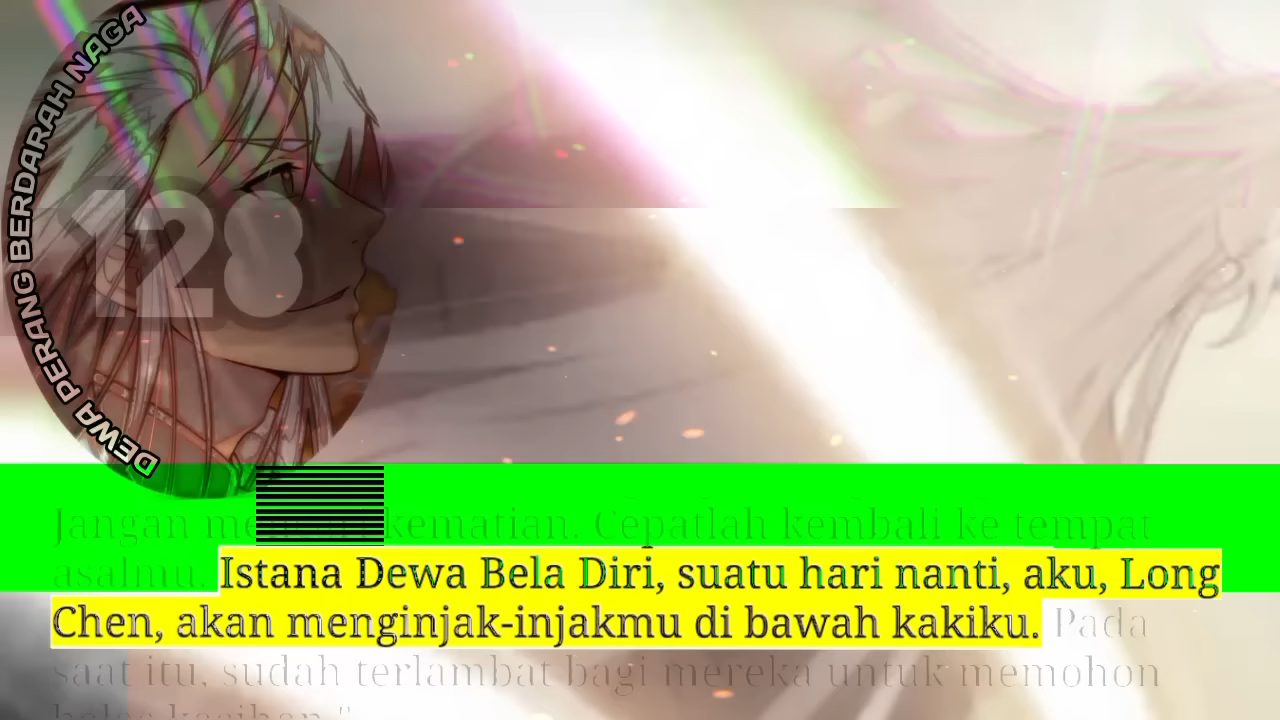 DEWA PERANG BERDARAH NAGA
128
Jangan kematian. Cepatlah kembali ke tempat
asalmu. Istana Dewa Bela Diri, suatu hari nanti, aku, Long
Chen, akan menginjak-injakmu di bawah kakiku. Pada
saat itu, sudah terlambat bagi mereka untuk memohon